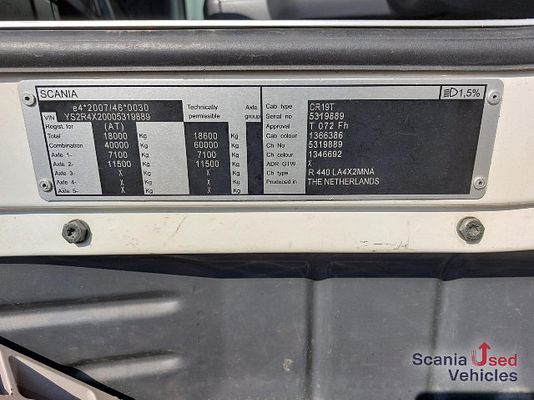 SCANIA
1,5%
e4*2007/46*0030
VIN YS2R4X20005319889
Technically permissible
Axle group
Regist. for (AT)
Total 18000 Kg 18600 Kg
Combination 40000 Kg 60000 Kg
Axle 1- 7100 Kg 7100 Kg
Axle 2- 11500 Kg 11500 Kg
Axle 3- X Kg X Kg
Axle 4- X Kg X Kg
Axle 5- X Kg X Kg
Cab type CR19T
Serial no 5319889
Approval T 072 Fh
Cab colour 1366386
Ch No 5319889
Ch colour 1346692
ADR GTW X
Ch type R 440 LA4X2MNA
Produced in THE NETHERLANDS
Scania Used
Vehicles